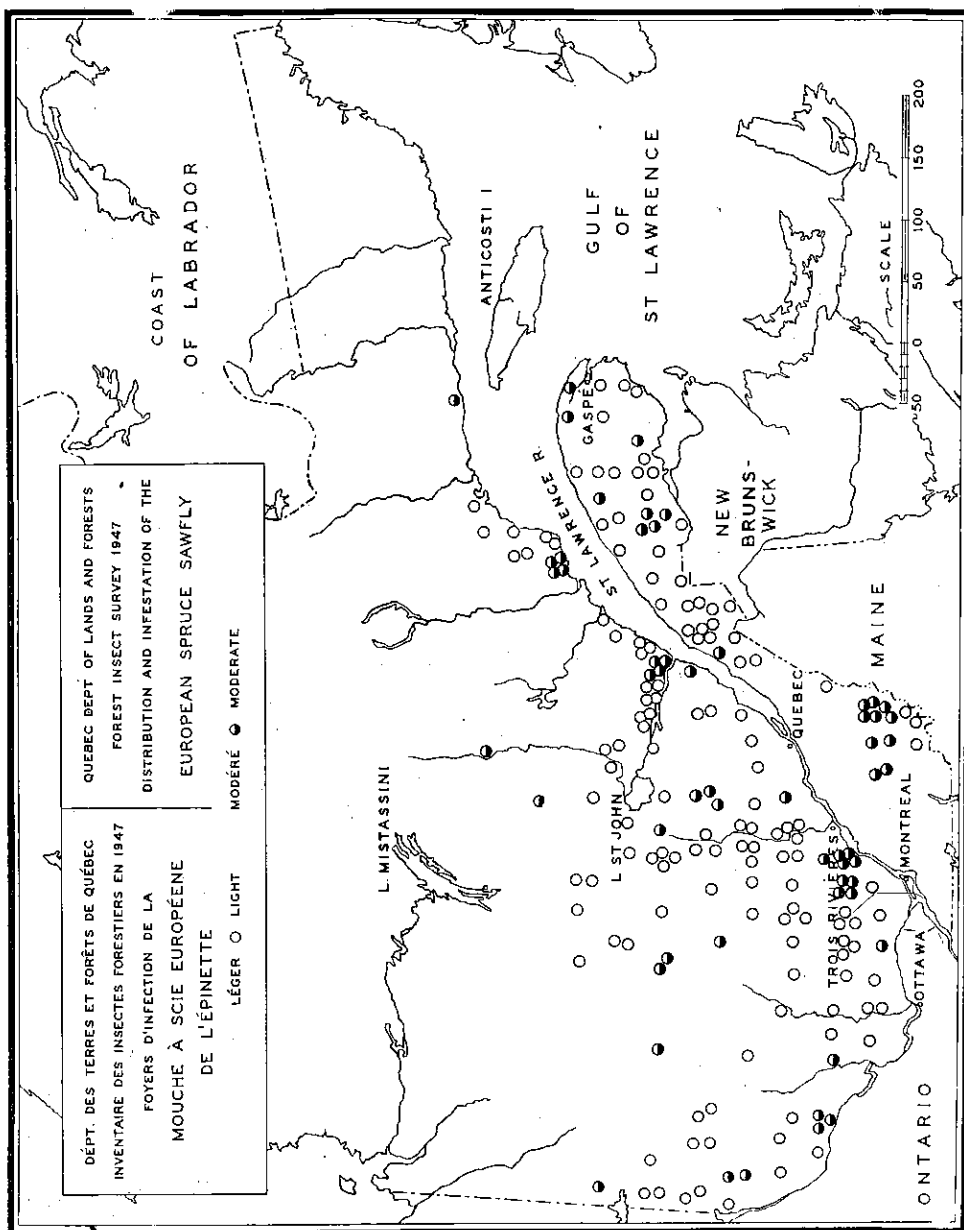 DÉPT. DES TERRES ET FORÊTS DE QUÉBEC
INVENTAIRE DES INSECTES FORESTIERS EN 1947
FOYERS D'INFECTION DE LA
MOUCHE À SCIE EUROPÉENE
DE L'ÉPINETTE
QUEBEC DEPT OF LANDS AND FORESTS
FOREST INSECT SURVEY 1947
DISTRIBUTION AND INFESTATION OF THE
EUROPEAN SPRUCE SAWFLY
LÉGER ○ LIGHT
MODÉRÉ ◒ MODERATE
COAST
OF LABRADOR
L. MISTASSINI
ANTICOSTI I
GULF
OF
ST LAWRENCE
GASPÉ
ST LAWRENCE R
L ST JOHN
NEW
BRUNS-
WICK
QUEBEC
MAINE
TROIS RIVIÈRES
MONTREAL
OTTAWA
ONTARIO
SCALE
50 0 50 100 150 200